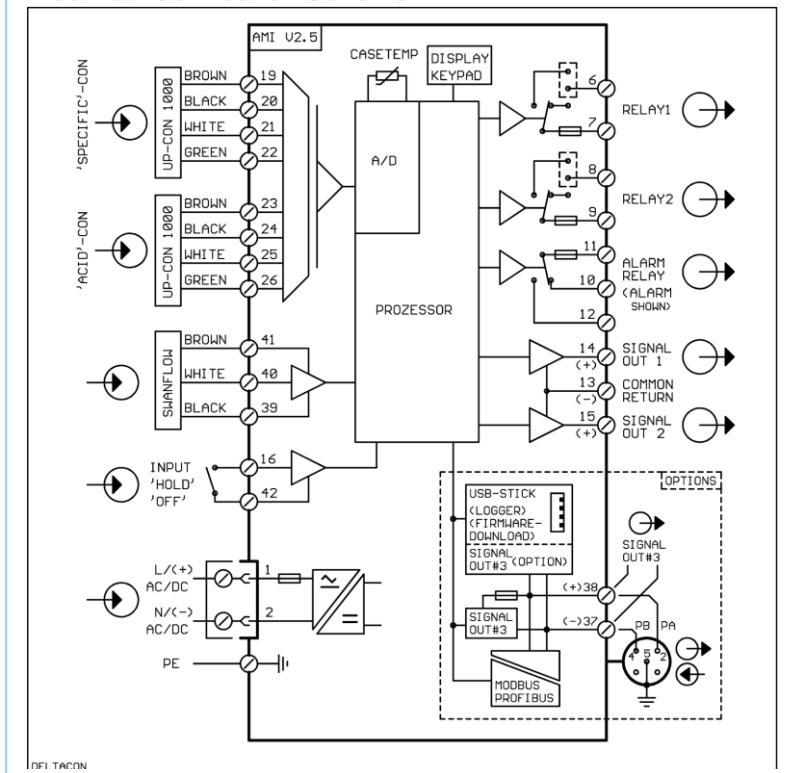 AMI V2.5
CASETEMP
DISPLAY
KEYPAD
'SPECIFIC'-CON
UP-CON 1000
BROWN 19
BLACK 20
WHITE 21
GREEN 22
A/D
6
7
RELAY1
8
9
RELAY2
'ACID'-CON
UP-CON 1000
BROWN 23
BLACK 24
WHITE 25
GREEN 26
11
10
12
ALARM
RELAY
(ALARM
SHOWN)
PROZESSOR
SWANFLOW
BROWN 41
WHITE 40
BLACK 39
14
(+)
SIGNAL
OUT 1
13
(-)
COMMON
RETURN
15
(+)
SIGNAL
OUT 2
INPUT
'HOLD'
'OFF'
16
42
OPTIONS
USB-STICK
(LOGGER)
(FIRMWARE-
DOWNLOAD)
SIGNAL
OUT#3 (OPTION)
SIGNAL
OUT#3
L/(+)
AC/DC
1
N/(-)
AC/DC
2
PE
(+)38
(-)37
SIGNAL
OUT#3
PB PA
4 5 2
MODBUS
PROFIBUS
DELTACON